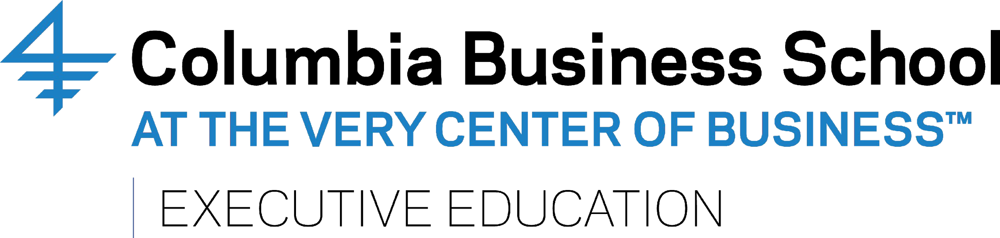 Columbia Business School
AT THE VERY CENTER OF BUSINESS™
EXECUTIVE EDUCATION